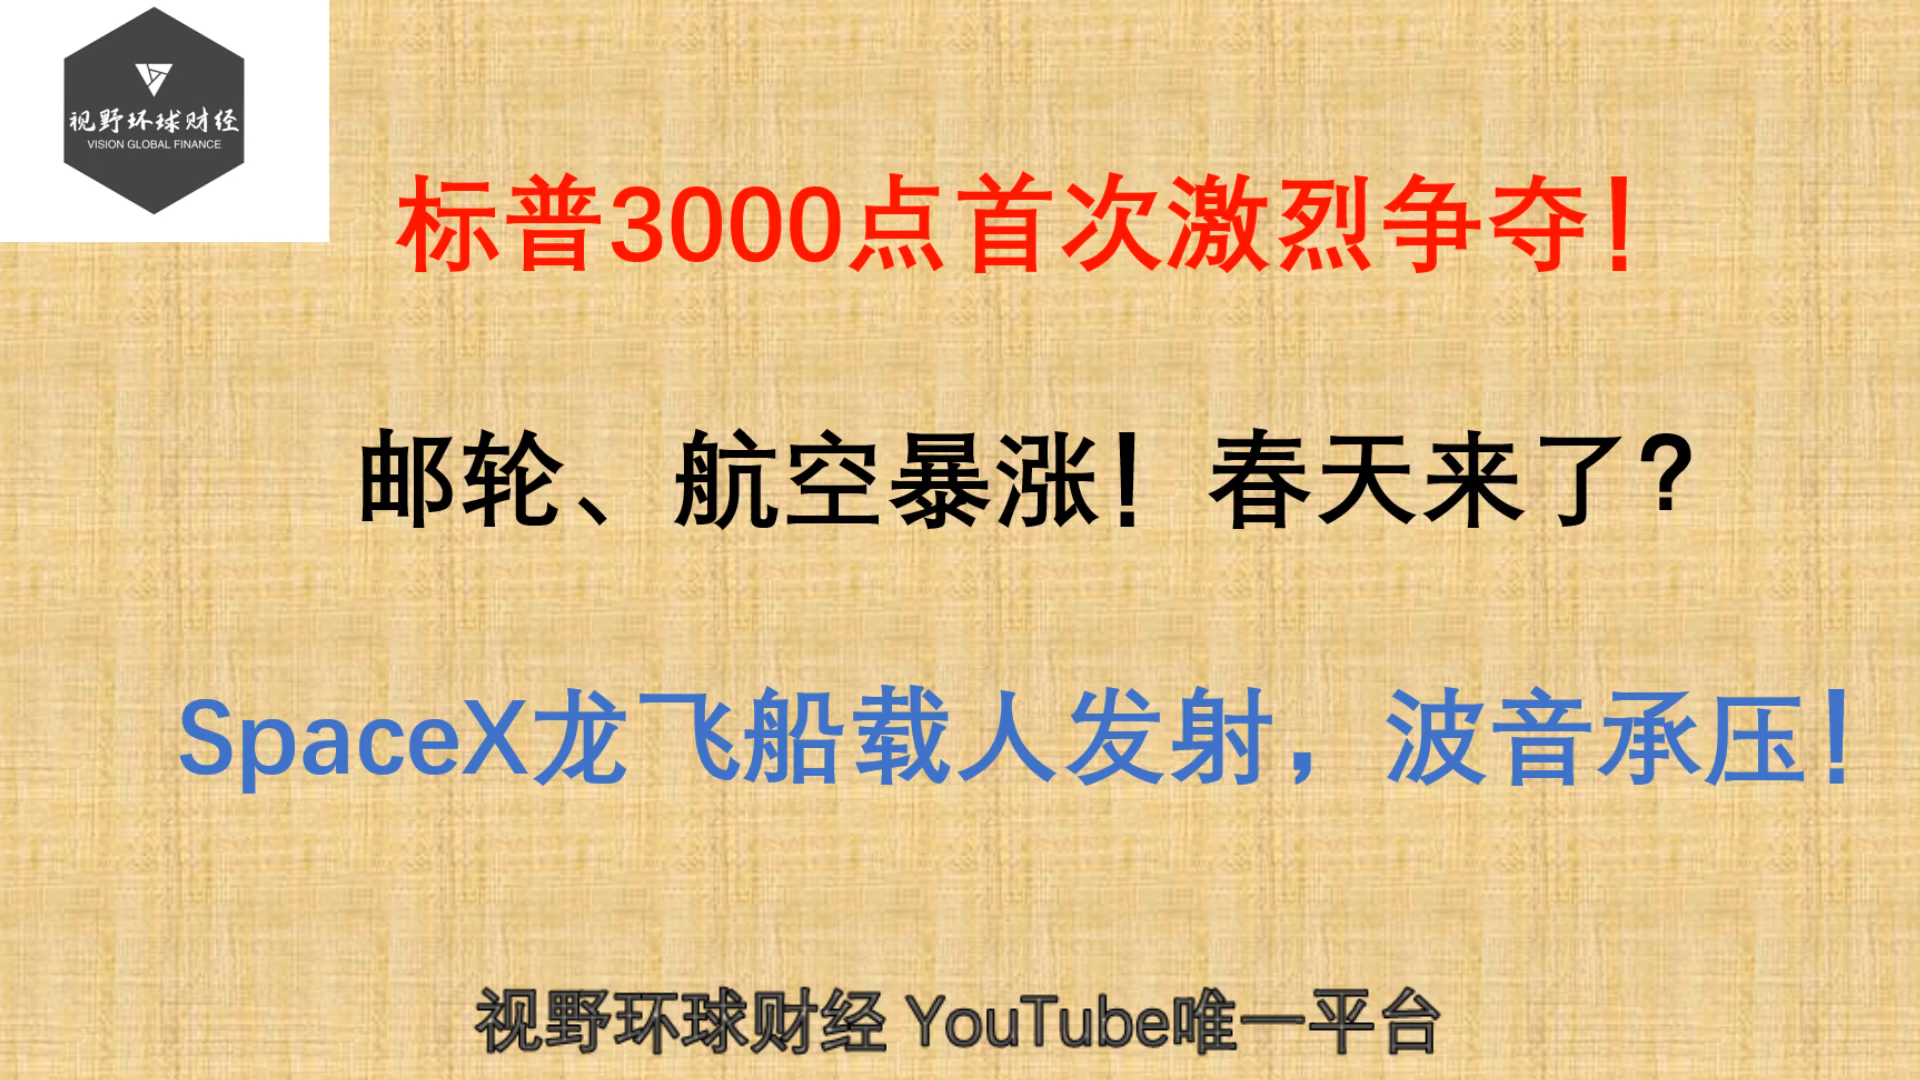 视野环球财经
VISION GLOBAL FINANCE
标普3000点首次激烈争夺！
邮轮、航空暴涨！春天来了？
SpaceX龙飞船载人发射，波音承压！
视野环球财经 YouTube唯一平台